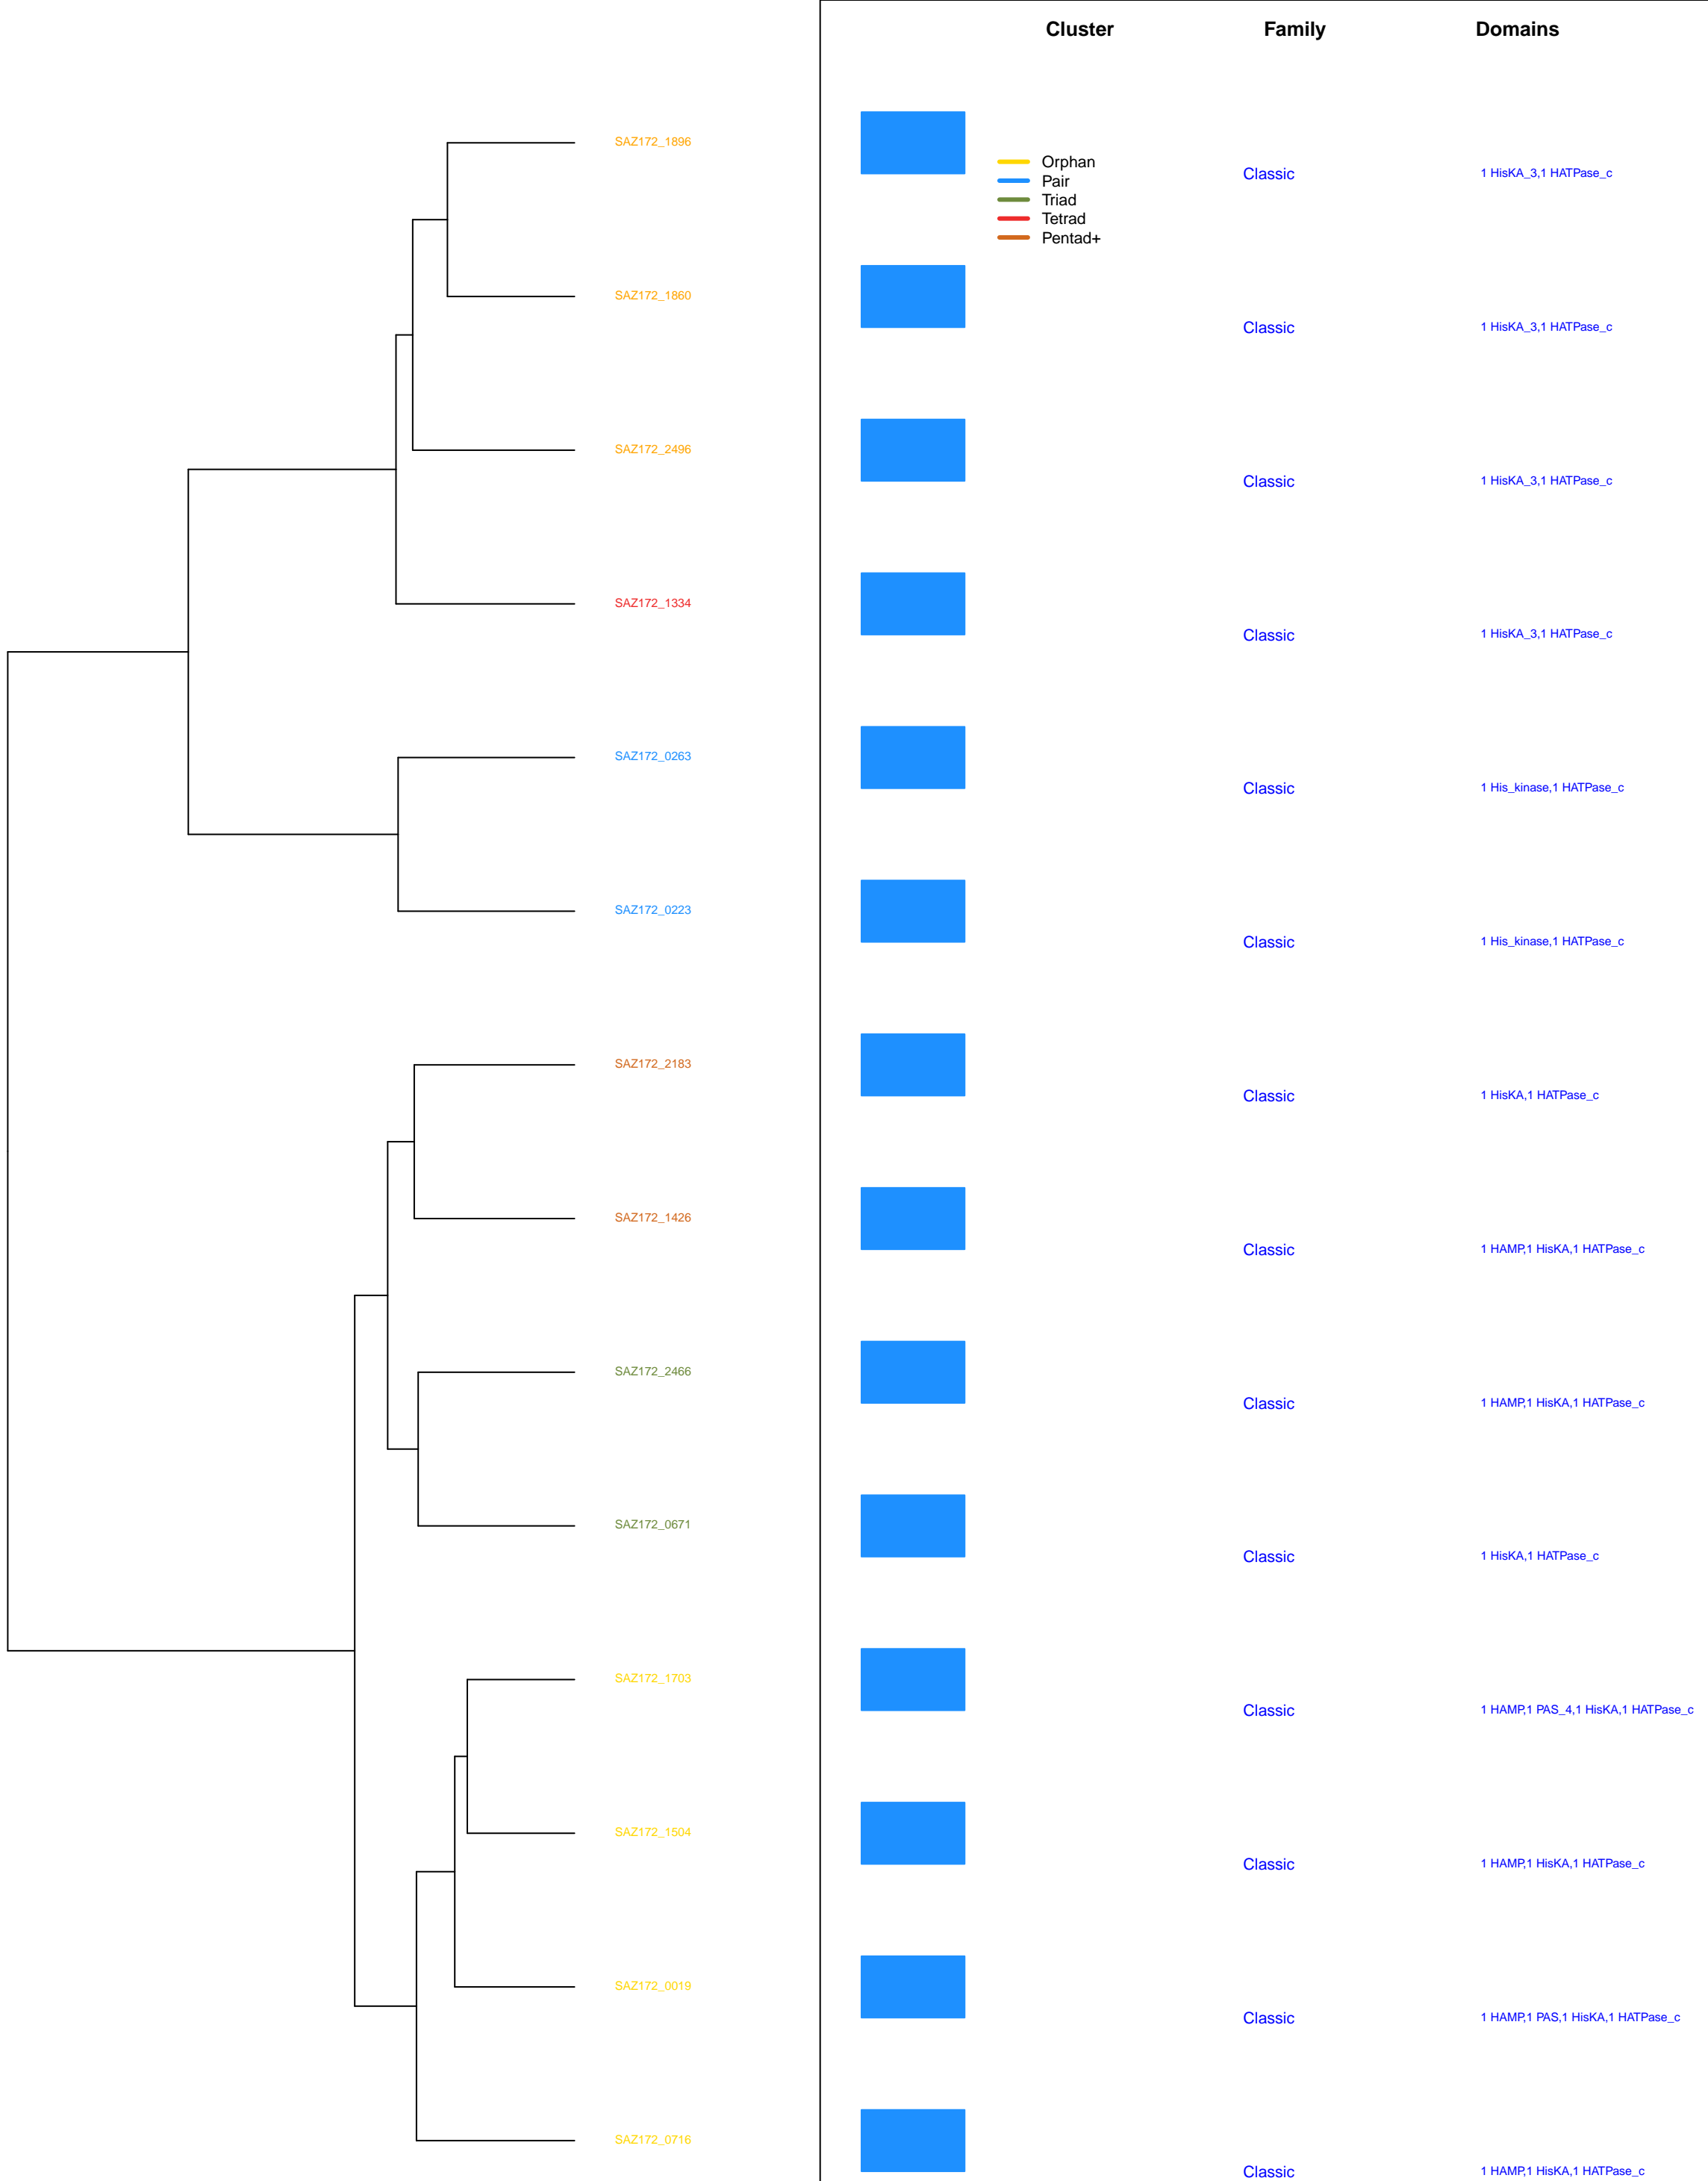 Cluster Family Domains
SAZ172_1896
Orphan
Pair
Triad
Tetrad
Pentad+
Classic 1 HisKA_3,1 HATPase_c
SAZ172_1860
Classic 1 HisKA_3,1 HATPase_c
SAZ172_2496
Classic 1 HisKA_3,1 HATPase_c
SAZ172_1334
Classic 1 HisKA_3,1 HATPase_c
SAZ172_0263
Classic 1 His_kinase,1 HATPase_c
SAZ172_0223
Classic 1 His_kinase,1 HATPase_c
SAZ172_2183
Classic 1 HisKA,1 HATPase_c
SAZ172_1426
Classic 1 HAMP,1 HisKA,1 HATPase_c
SAZ172_2466
Classic 1 HAMP,1 HisKA,1 HATPase_c
SAZ172_0671
Classic 1 HisKA,1 HATPase_c
SAZ172_1703
Classic 1 HAMP,1 PAS_4,1 HisKA,1 HATPase_c
SAZ172_1504
Classic 1 HAMP,1 HisKA,1 HATPase_c
SAZ172_0019
Classic 1 HAMP,1 PAS,1 HisKA,1 HATPase_c
SAZ172_0716
Classic 1 HAMP,1 HisKA,1 HATPase_c